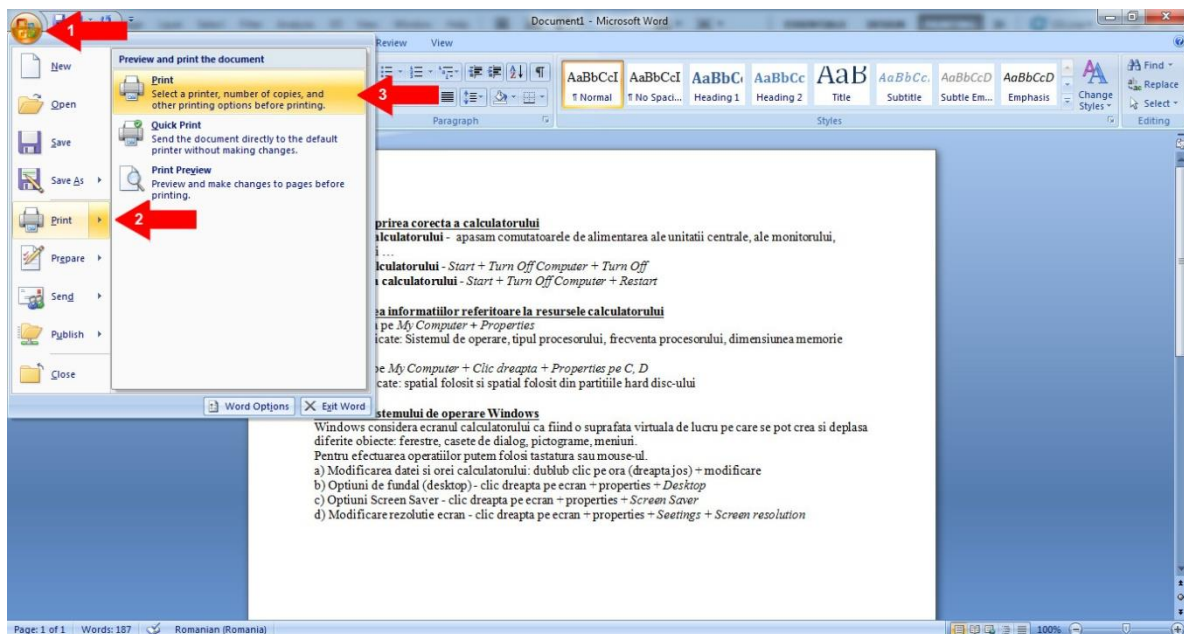 Document1 - Microsoft Word
1
Review View
New
Open
Save
Save As
Print
2
Prepare
Send
Publish
Close
Preview and print the document
Print
Select a printer, number of copies, and
other printing options before printing.
3
Quick Print
Send the document directly to the default
printer without making changes.
Print Preview
Preview and make changes to pages before
printing.
Word Options Exit Word
Paragraph
AaBbCcI AaBbCcI AaBbC AaBbCc AaB AaBbCc. AaBbCcD AaBbCcD
¶ Normal ¶ No Spaci... Heading 1 Heading 2 Title Subtitle Subtle Em... Emphasis
Styles
Change
Styles
Find
Replace
Select
Editing
prirea corecta a calculatorului
lculatorului - apasam comutatoarele de alimentarea ale unitatii centrale, ale monitorului,
i ...
lculatorului - Start + Turn Off Computer + Turn Off
a calculatorului - Start + Turn Off Computer + Restart
ea informatiilor referitoare la resursele calculatorului
pe My Computer + Properties
icate: Sistemul de operare, tipul procesorului, frecventa procesorului, dimensiunea memorie
pe My Computer + Clic dreapta + Properties pe C, D
cate: spatial folosit si spatial folosit din partitiile hard disc-ului
stemului de operare Windows
Windows considera ecranul calculatorului ca fiind o suprafata virtuala de lucru pe care se pot crea si deplasa
diferite obiecte: ferestre, casete de dialog, pictograme, meniuri.
Pentru efectuarea operatiilor putem folosi tastatura sau mouse-ul.
a) Modificarea datei si orei calculatorului: dublub clic pe ora (dreapta jos) + modificare
b) Optiuni de fundal (desktop) - clic dreapta pe ecran + properties + Desktop
c) Optiuni Screen Saver - clic dreapta pe ecran + properties + Screen Saver
d) Modificare rezolutie ecran - clic dreapta pe ecran + properties + Seetings + Screen resolution
Page: 1 of 1 Words: 187 Romanian (Romania) 100%